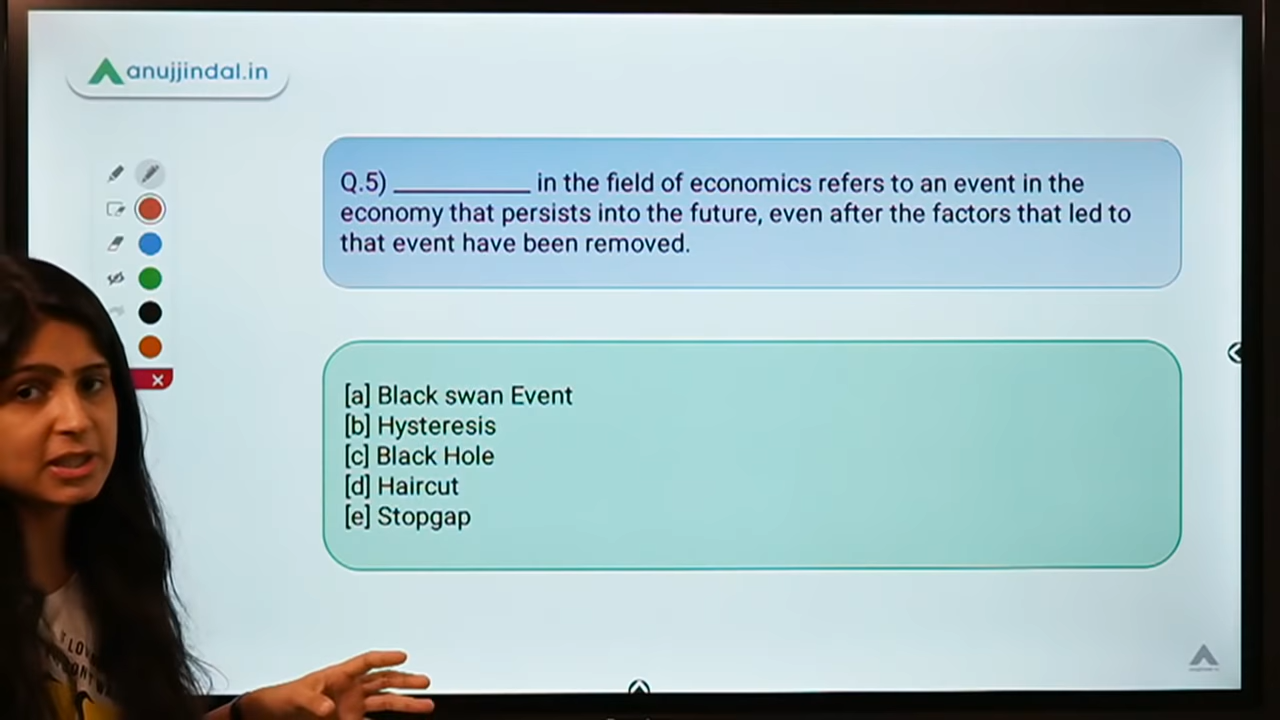 anujjindal.in
Q.5) __________ in the field of economics refers to an event in the
economy that persists into the future, even after the factors that led to
that event have been removed.
[a] Black swan Event
[b] Hysteresis
[c] Black Hole
[d] Haircut
[e] Stopgap